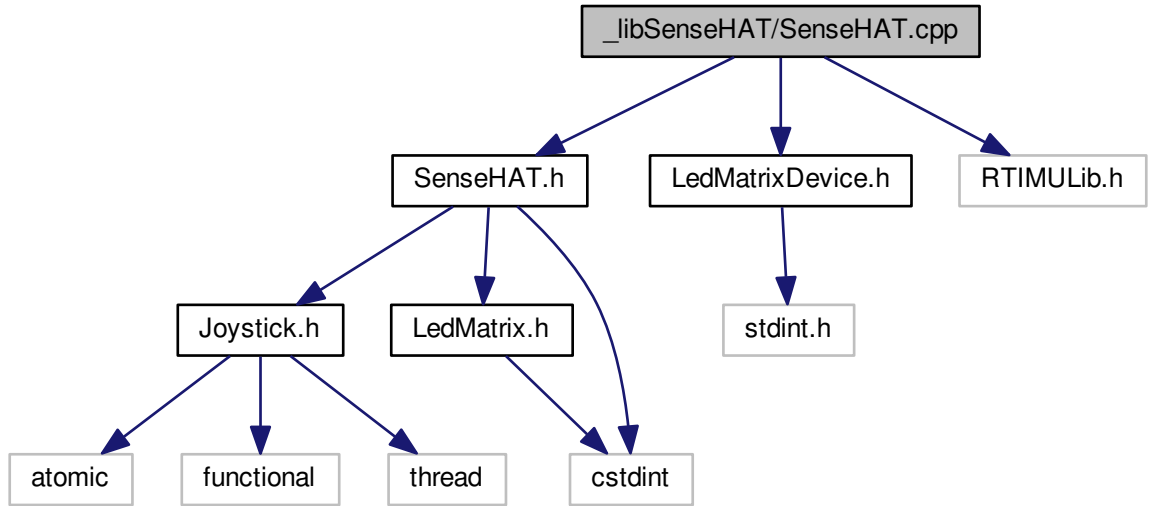 _libSenseHAT/SenseHAT.cpp
SenseHAT.h
LedMatrixDevice.h
RTIMULib.h
Joystick.h
LedMatrix.h
stdint.h
atomic
functional
thread
cstdint